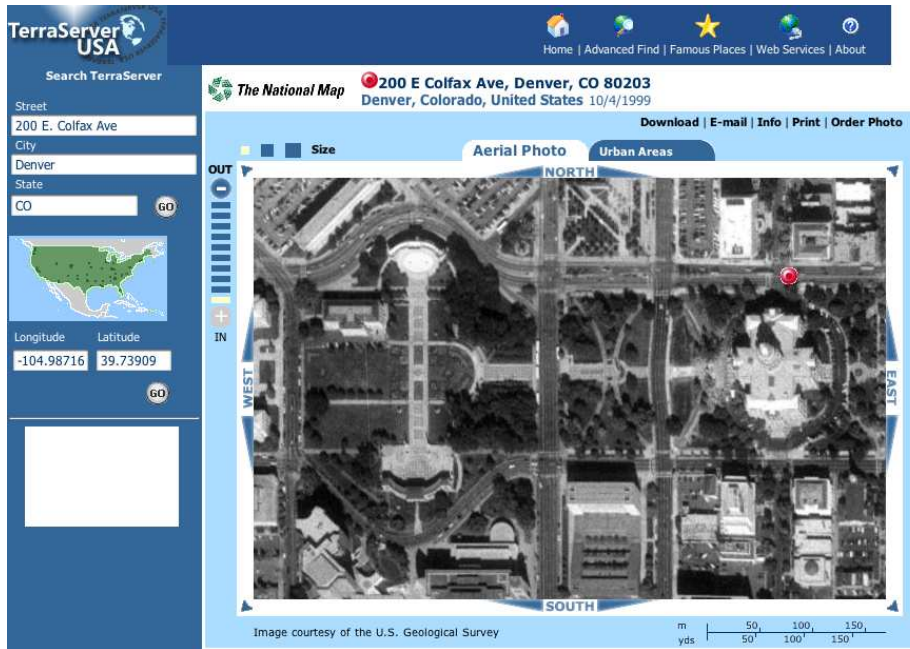 TerraServer
USA
Home | Advanced Find | Famous Places | Web Services | About
Search TerraServer
Street
200 E. Colfax Ave
City
Denver
State
CO
GO
Longitude Latitude
-104.98716 39.73909
GO
The National Map
200 E Colfax Ave, Denver, CO 80203
Denver, Colorado, United States 10/4/1999
Download | E-mail | Info | Print | Order Photo
Size
Aerial Photo Urban Areas
OUT
IN
NORTH
WEST
EAST
SOUTH
Image courtesy of the U.S. Geological Survey
m 50 100 150
yds 50 100 150